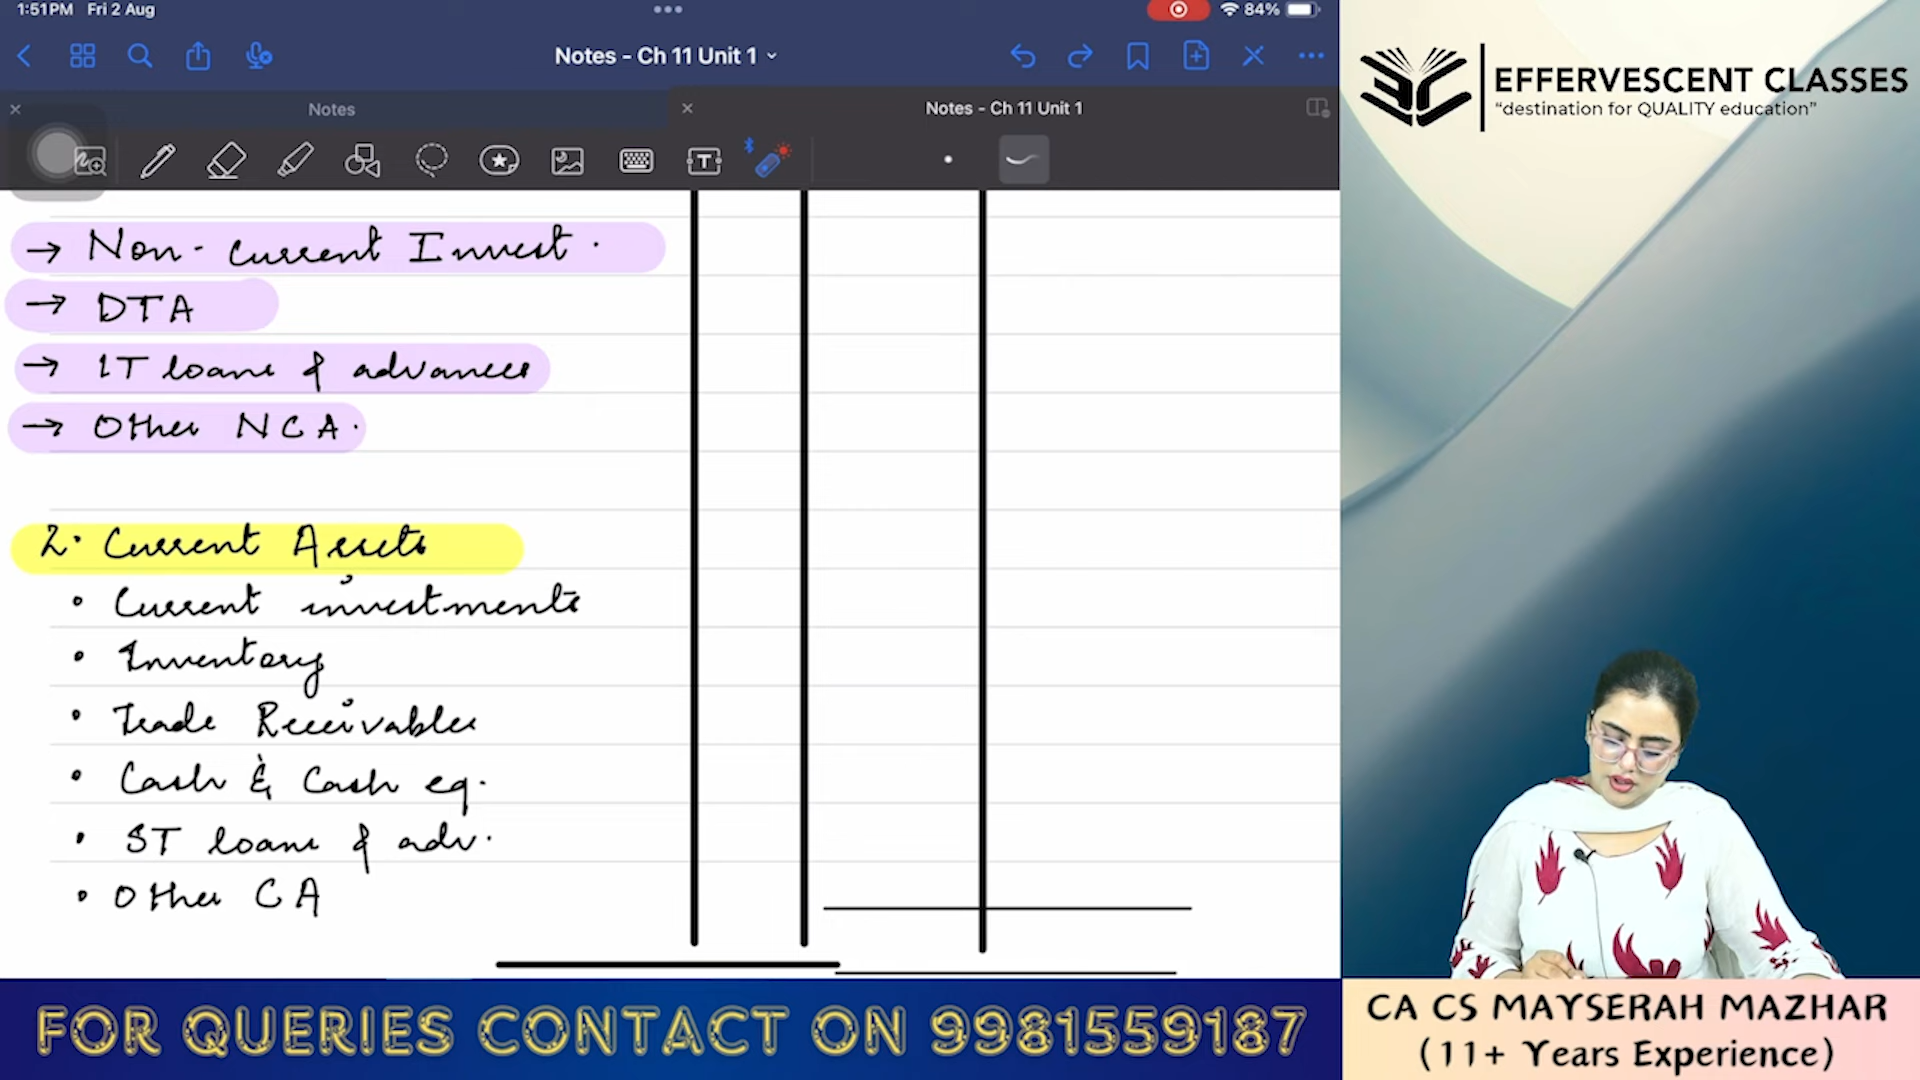 1:51PM Fri 2 Aug
84%
Notes - Ch 11 Unit 1
Notes
Notes - Ch 11 Unit 1
→ Non-Current Invest.
→ DTA
→ LT loans & advances
→ Other NCA.
2. Current Assets
• Current investments
• Inventory
• Trade Receivables
• Cash & Cash eq.
• ST loans & adv.
• Other CA
EFFERVESCENT CLASSES
"destination for QUALITY education"
FOR QUERIES CONTACT ON 9981559187
CA CS MAYSERAH MAZHAR
(11+ Years Experience)